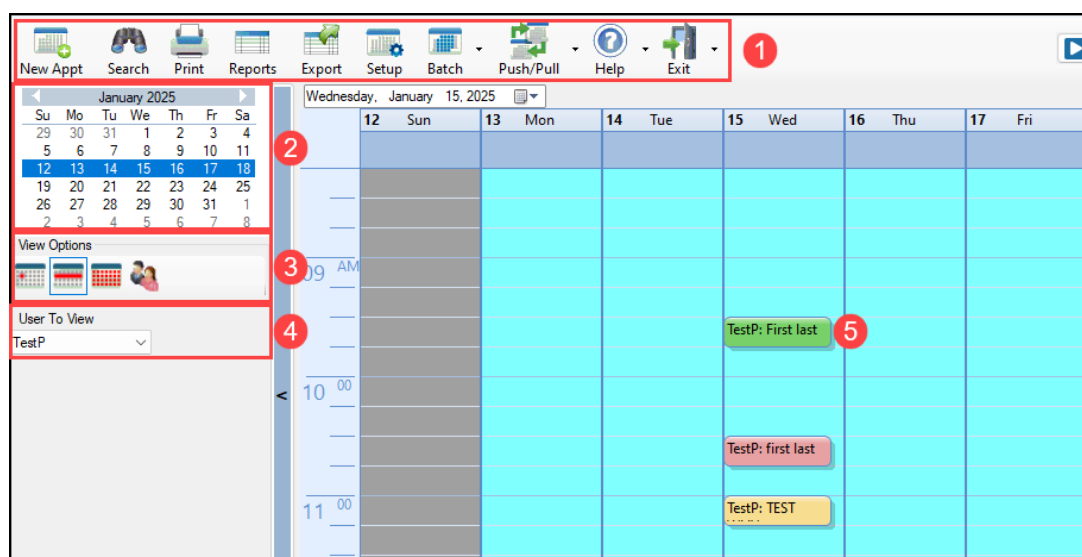 New Appt Search Print Reports Export Setup Batch Push/Pull Help Exit
1
January 2025
Su Mo Tu We Th Fr Sa
29 30 31 1 2 3 4
5 6 7 8 9 10 11
12 13 14 15 16 17 18
19 20 21 22 23 24 25
26 27 28 29 30 31 1
2 3 4 5 6 7 8
2
View Options
3
User To View
TestP
4
<
Wednesday, January 15, 2025
12 Sun 13 Mon 14 Tue 15 Wed 16 Thu 17 Fri
09 AM
TestP: First last
5
10 00
TestP: first last
11 00
TestP: TEST